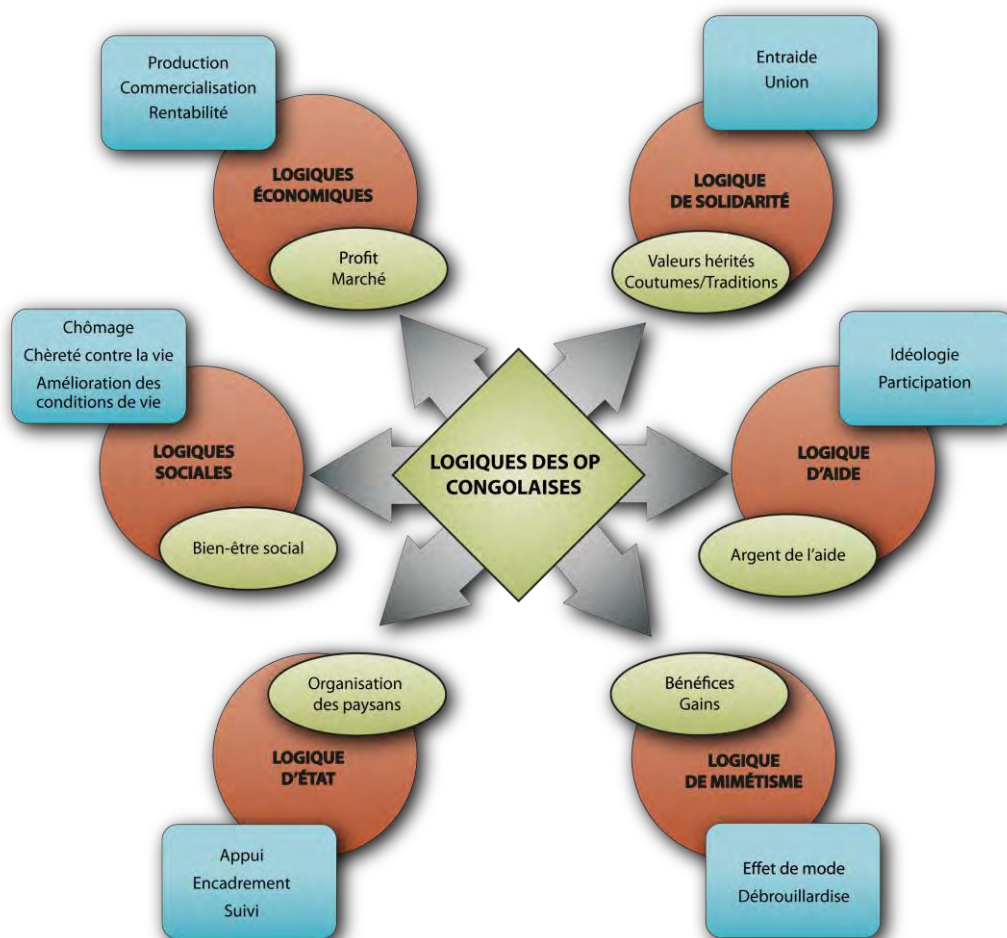 Production
Commercialisation
Rentabilité
LOGIQUES
ÉCONOMIQUES
Profit
Marché
Entraide
Union
LOGIQUE
DE SOLIDARITÉ
Valeurs hérités
Coutumes/Traditions
Chômage
Chèreté contre la vie
Amélioration des
conditions de vie
LOGIQUES
SOCIALES
Bien-être social
LOGIQUES DES OP
CONGOLAISES
Idéologie
Participation
LOGIQUE
D'AIDE
Argent de l'aide
Organisation
des paysans
LOGIQUE
D'ÉTAT
Appui
Encadrement
Suivi
Bénéfices
Gains
LOGIQUE
DE MIMÉTISME
Effet de mode
Débrouillardise